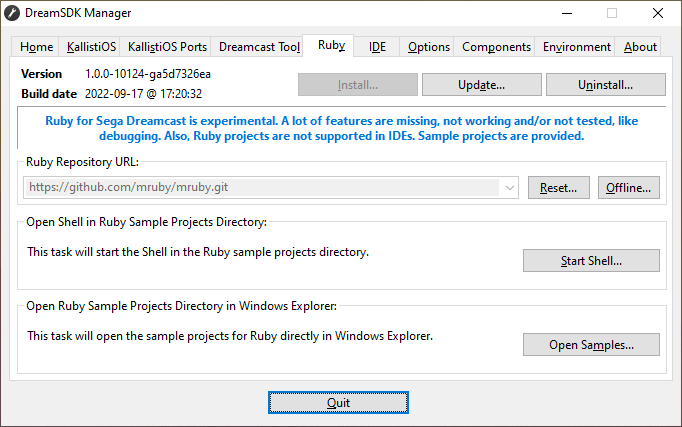 DreamSDK Manager
Home KallistiOS KallistiOS Ports Dreamcast Tool Ruby IDE Options Components Environment About
Version 1.0.0-10124-ga5d7326ea
Install... Update... Uninstall...
Build date 2022-09-17 @ 17:20:32
Ruby for Sega Dreamcast is experimental. A lot of features are missing, not working and/or not tested, like
debugging. Also, Ruby projects are not supported in IDEs. Sample projects are provided.
Ruby Repository URL:
https://github.com/mruby/mruby.git Reset... Offline...
Open Shell in Ruby Sample Projects Directory:
This task will start the Shell in the Ruby sample projects directory.
Start Shell...
Open Ruby Sample Projects Directory in Windows Explorer:
This task will open the sample projects for Ruby directly in Windows Explorer.
Open Samples...
Quit